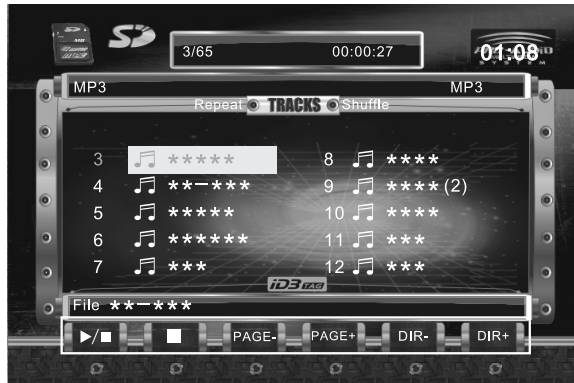 SD
3/65 00:00:27 01:08
MP3 MP3
Repeat TRACKS Shuffle
3 ***** 8 ****
4 **–*** 9 ****(2)
5 ***** 10 ****
6 ****** 11 ***
7 *** 12 ***
iD3 TAG
File **–***
▶/■ ■ PAGE- PAGE+ DIR- DIR+